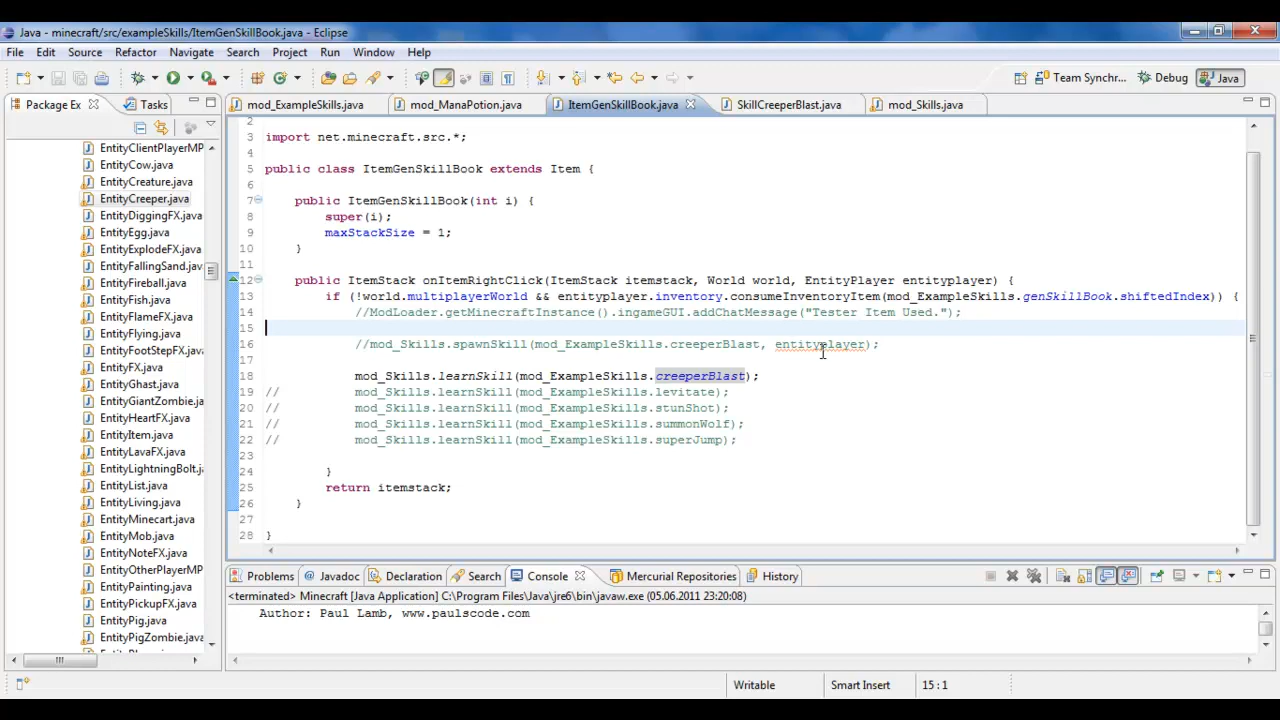 Java - minecraft/src/exampleSkills/ItemGenSkillBook.java - Eclipse
File Edit Source Refactor Navigate Search Project Run Window Help
Team Synchr... Debug Java
Package Ex Tasks
mod_ExampleSkills.java mod_ManaPotion.java ItemGenSkillBook.java SkillCreeperBlast.java mod_Skills.java
EntityClientPlayerMP
EntityCow.java
EntityCreature.java
EntityCreeper.java
EntityDiggingFX.java
EntityEgg.java
EntityExplodeFX.java
EntityFallingSand.java
EntityFireball.java
EntityFish.java
EntityFlameFX.java
EntityFlying.java
EntityFootStepFX.java
EntityFX.java
EntityGhast.java
EntityGiantZombie.java
EntityHeartFX.java
EntityItem.java
EntityLavaFX.java
EntityLightningBolt.j
EntityList.java
EntityLiving.java
EntityMinecart.java
EntityMob.java
EntityNoteFX.java
EntityOtherPlayerMP
EntityPainting.java
EntityPickupFX.java
EntityPig.java
EntityPigZombie.java
2
3 import net.minecraft.src.*;
4
5 public class ItemGenSkillBook extends Item {
6
7 public ItemGenSkillBook(int i) {
8 super(i);
9 maxStackSize = 1;
10 }
11
12 public ItemStack onItemRightClick(ItemStack itemstack, World world, EntityPlayer entityplayer) {
13 if (!world.multiplayerWorld && entityplayer.inventory.consumeInventoryItem(mod_ExampleSkills.genSkillBook.shiftedIndex)) {
14 //ModLoader.getMinecraftInstance().ingameGUI.addChatMessage("Tester Item Used.");
15
16 //mod_Skills.spawnSkill(mod_ExampleSkills.creeperBlast, entityplayer);
18 mod_Skills.learnSkill(mod_ExampleSkills.creeperBlast);
19 // mod_Skills.learnSkill(mod_ExampleSkills.levitate);
20 // mod_Skills.learnSkill(mod_ExampleSkills.stunShot);
21 // mod_Skills.learnSkill(mod_ExampleSkills.summonWolf);
22 // mod_Skills.learnSkill(mod_ExampleSkills.superJump);
23
24 }
25 return itemstack;
26 }
27
28 }
Problems Javadoc Declaration Search Console Mercurial Repositories History
<terminated> Minecraft [Java Application] C:\Program Files\Java\jre6\bin\javaw.exe (05.06.2011 23:20:08)
Author: Paul Lamb, www.paulscode.com
Writable Smart Insert 15 : 1